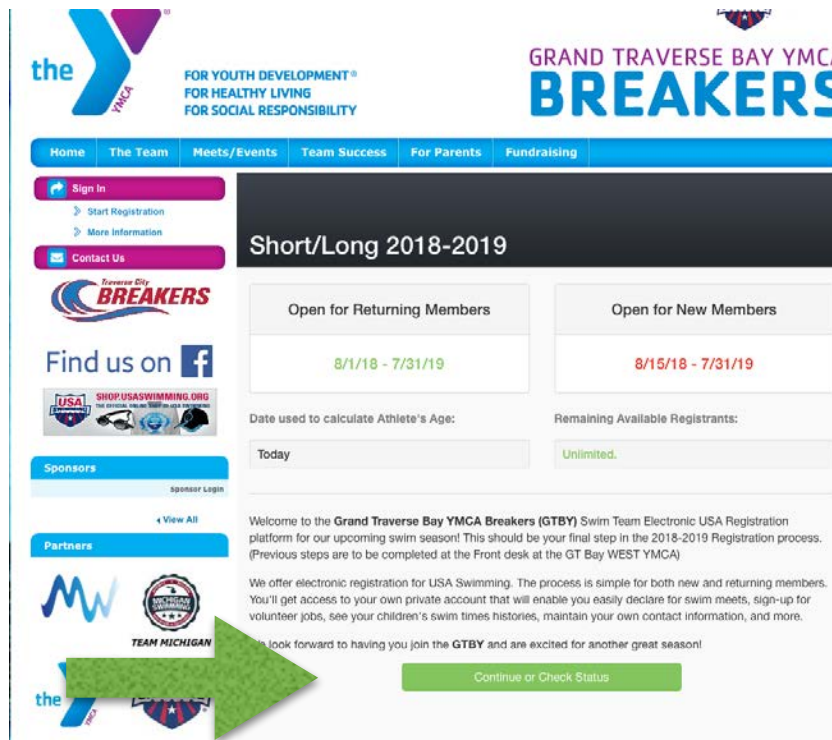 the
YMCA
®
FOR YOUTH DEVELOPMENT®
FOR HEALTHY LIVING
FOR SOCIAL RESPONSIBILITY
GRAND TRAVERSE BAY YMCA
BREAKERS
Home The Team Meets/Events Team Success For Parents Fundraising
Sign In
Start Registration
More Information
Contact Us
Traverse City
BREAKERS
Find us on f
USA
SWIMMING
SHOP.USASWIMMING.ORG
Sponsors
Sponsor Login
View All
Partners
MICHIGAN
SWIMMING
TEAM MICHIGAN
the
YMCA
Short/Long 2018-2019
Open for Returning Members
8/1/18 - 7/31/19
Open for New Members
8/15/18 - 7/31/19
Date used to calculate Athlete's Age:
Today
Remaining Available Registrants:
Unlimited.
Welcome to the Grand Traverse Bay YMCA Breakers (GTBY) Swim Team Electronic USA Registration
platform for our upcoming swim season! This should be your final step in the 2018-2019 Registration process.
(Previous steps are to be completed at the Front desk at the GT Bay WEST YMCA)
We offer electronic registration for USA Swimming. The process is simple for both new and returning members.
You'll get access to your own private account that will enable you easily declare for swim meets, sign-up for
volunteer jobs, see your children's swim times histories, maintain your own contact information, and more.
look forward to having you join the GTBY and are excited for another great season!
Continue or Check Status